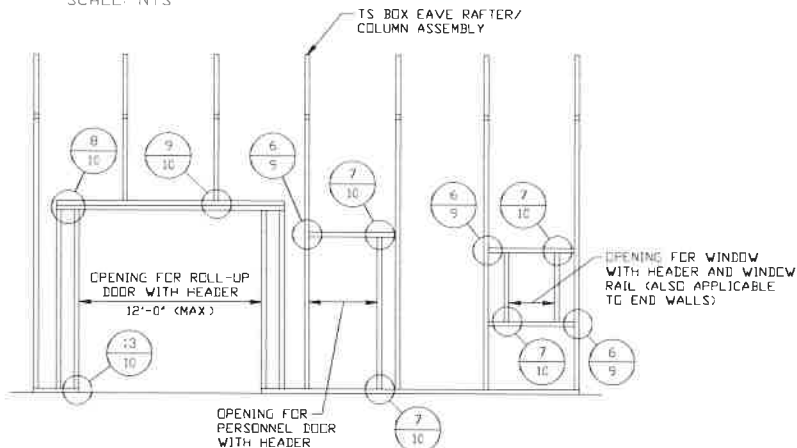 SCALE: NTS
TS BOX EAVE RAFTER/
COLUMN ASSEMBLY
8
10
9
10
6
9
7
10
6
9
7
10
OPENING FOR ROLL-UP
DOOR WITH HEADER
12'-0" (MAX)
OPENING FOR WINDOW
WITH HEADER AND WINDOW
RAIL (ALSO APPLICABLE
TO END WALLS)
13
10
7
10
6
9
OPENING FOR
PERSONNEL DOOR
WITH HEADER
7
10